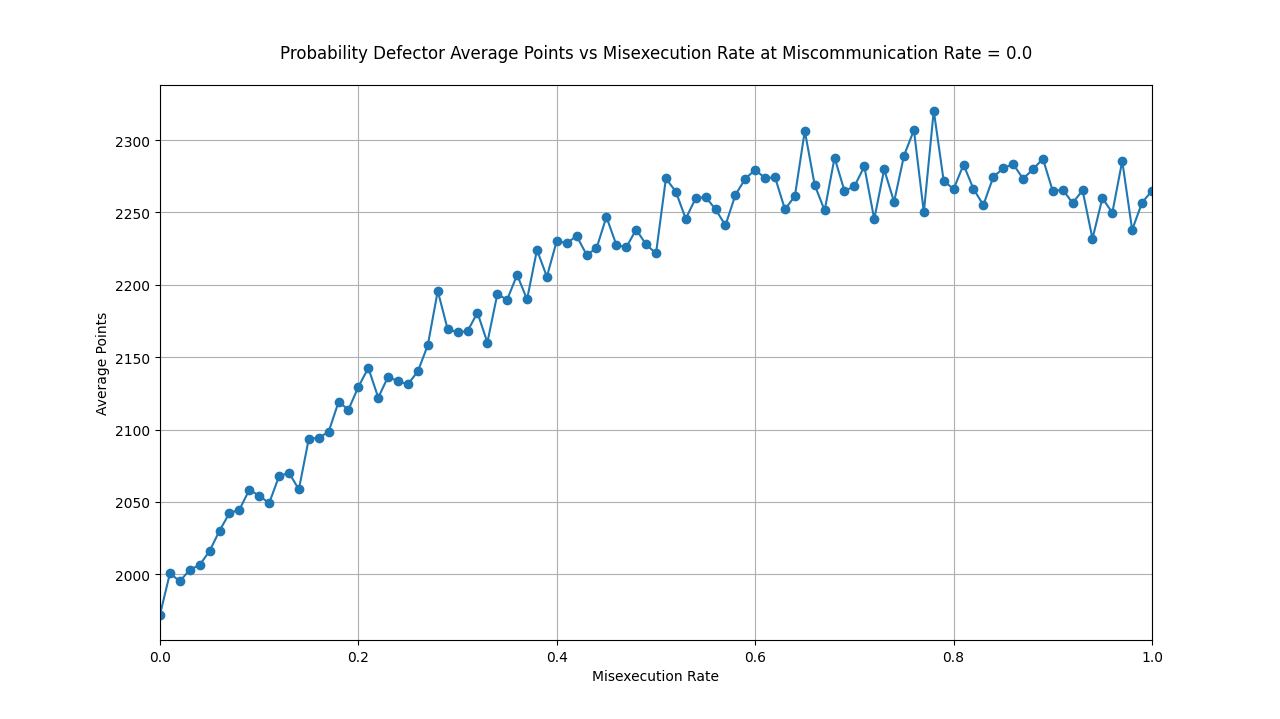 Probability Defector Average Points vs Misexecution Rate at Miscommunication Rate = 0.0
2300
2250
2200
2150
2100
2050
2000
Average Points
0.0 0.2 0.4 0.6 0.8 1.0
Misexecution Rate